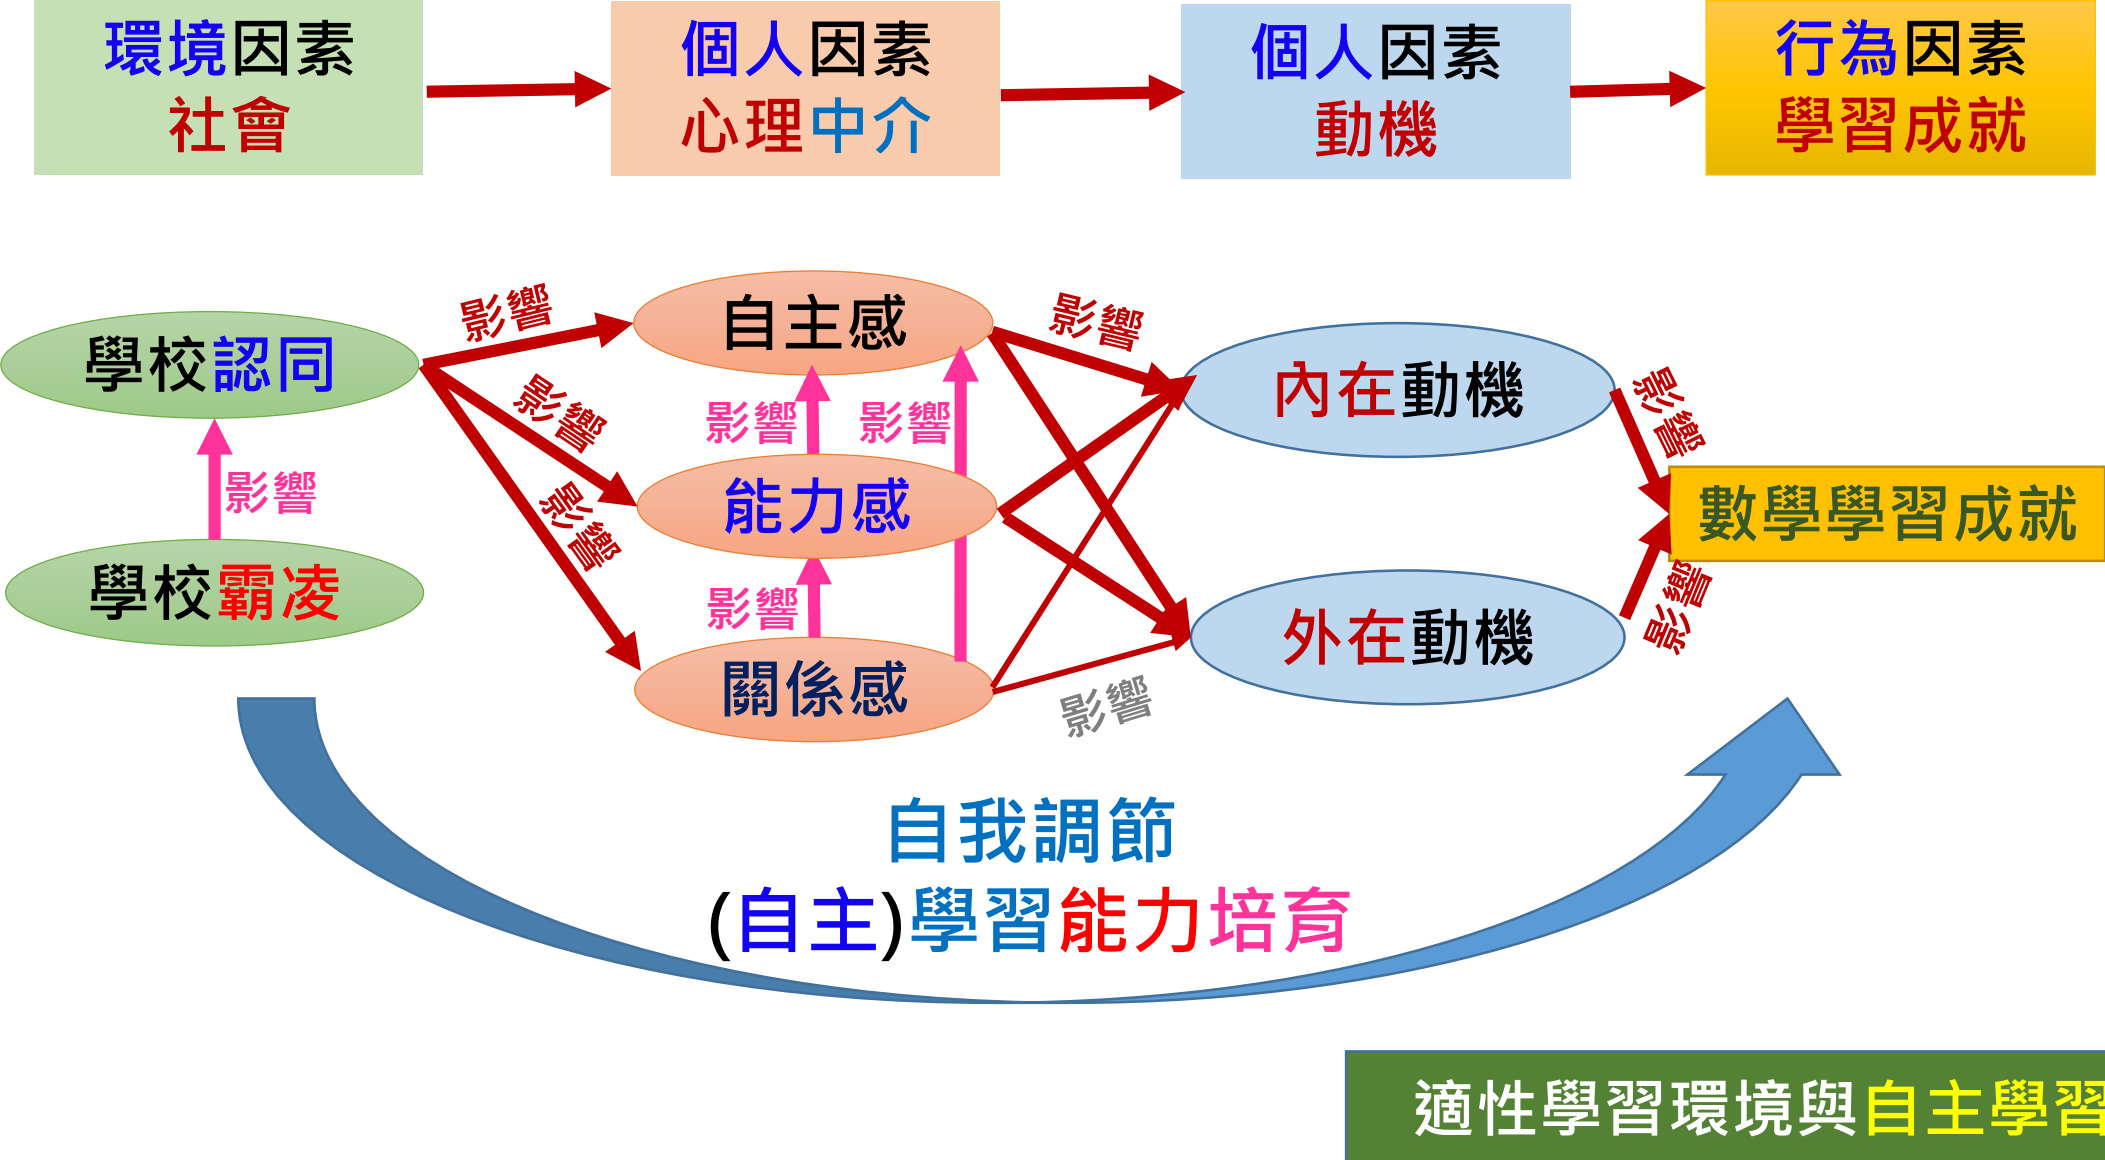 環境因素
社會
個人因素
心理中介
個人因素
動機
行為因素
學習成就
學校認同
影響
學校霸凌
影響
影響
影響
自主感
影響
影響
能力感
影響
關係感
影響
影響
內在動機
外在動機
影響
影響
數學學習成就
自我調節
(自主)學習能力培育
適性學習環境與自主學習